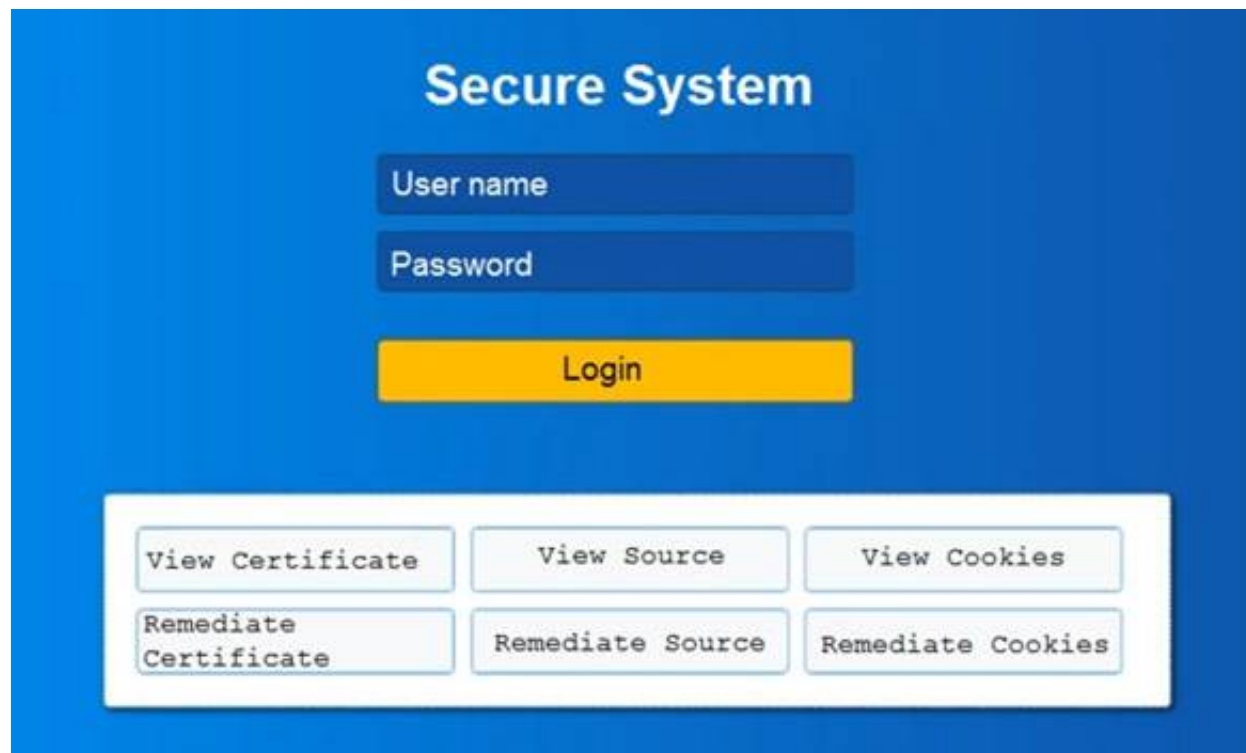 Secure System
User name
Password
Login
View Certificate
View Source
View Cookies
Remediate
Certificate
Remediate Source
Remediate Cookies